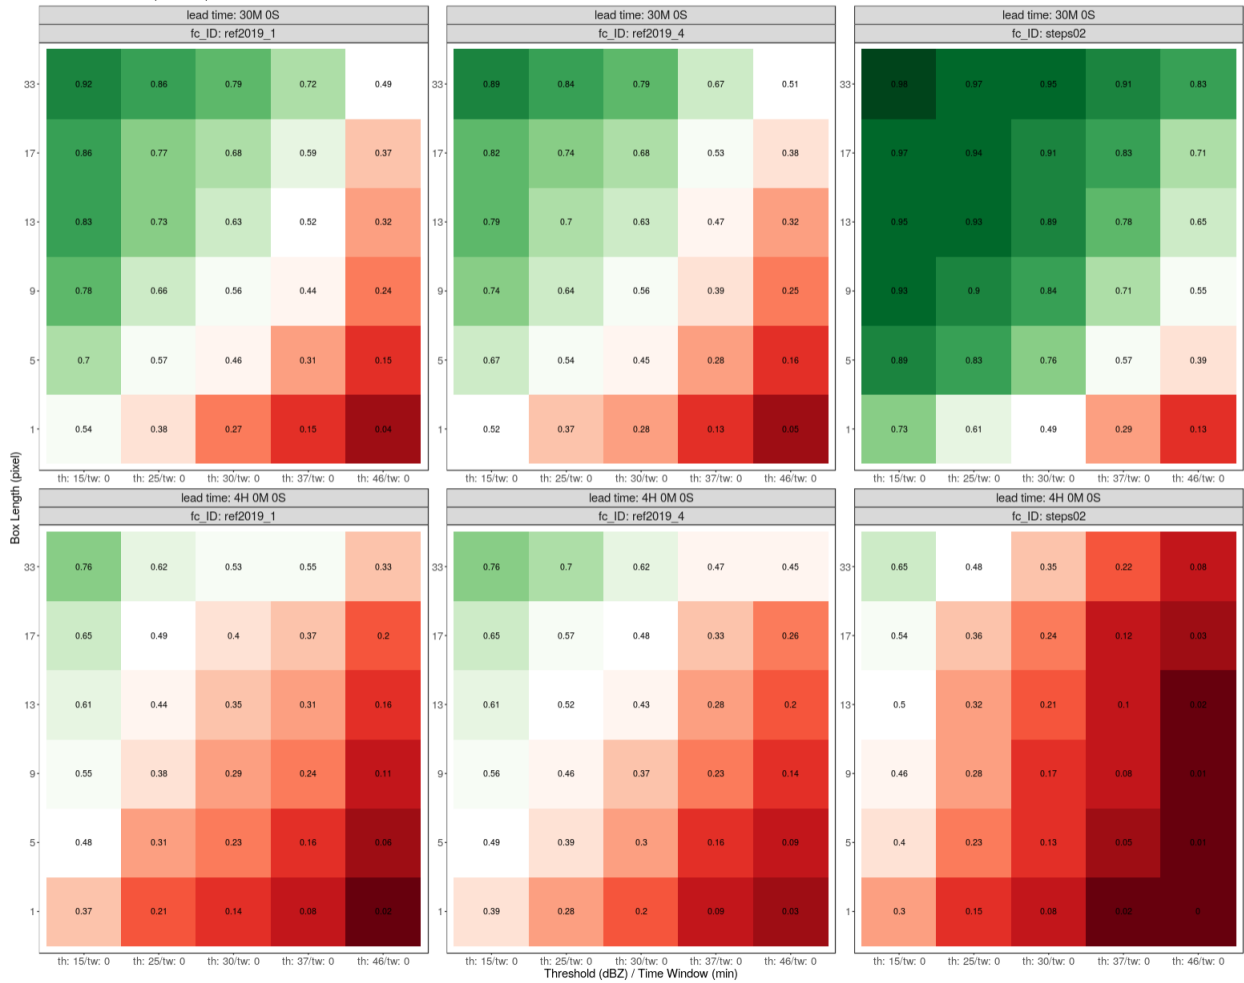 lead time: 30M 0S
fc_ID: ref2019_1
33 0.92 0.86 0.79 0.72 0.49
17 0.86 0.77 0.68 0.59 0.37
13 0.83 0.73 0.63 0.52 0.32
9 0.78 0.66 0.56 0.44 0.24
5 0.7 0.57 0.46 0.31 0.15
1 0.54 0.38 0.27 0.15 0.04
th: 15/tw: 0 th: 25/tw: 0 th: 30/tw: 0 th: 37/tw: 0 th: 46/tw: 0
lead time: 30M 0S
fc_ID: ref2019_4
33 0.89 0.84 0.79 0.67 0.51
17 0.82 0.74 0.68 0.53 0.38
13 0.79 0.7 0.63 0.47 0.32
9 0.74 0.64 0.56 0.39 0.25
5 0.67 0.54 0.45 0.28 0.16
1 0.52 0.37 0.28 0.13 0.05
th: 15/tw: 0 th: 25/tw: 0 th: 30/tw: 0 th: 37/tw: 0 th: 46/tw: 0
lead time: 30M 0S
fc_ID: steps02
33 0.98 0.97 0.95 0.91 0.83
17 0.97 0.94 0.91 0.83 0.71
13 0.95 0.93 0.89 0.78 0.65
9 0.93 0.9 0.84 0.71 0.55
5 0.89 0.83 0.76 0.57 0.39
1 0.73 0.61 0.49 0.29 0.13
th: 15/tw: 0 th: 25/tw: 0 th: 30/tw: 0 th: 37/tw: 0 th: 46/tw: 0
Box Length (pixel)
lead time: 4H 0M 0S
fc_ID: ref2019_1
33 0.76 0.62 0.53 0.55 0.33
17 0.65 0.49 0.4 0.37 0.2
13 0.61 0.44 0.35 0.31 0.16
9 0.55 0.38 0.29 0.24 0.11
5 0.48 0.31 0.23 0.16 0.06
1 0.37 0.21 0.14 0.08 0.02
th: 15/tw: 0 th: 25/tw: 0 th: 30/tw: 0 th: 37/tw: 0 th: 46/tw: 0
lead time: 4H 0M 0S
fc_ID: ref2019_4
33 0.76 0.7 0.62 0.47 0.45
17 0.65 0.57 0.48 0.33 0.26
13 0.61 0.52 0.43 0.28 0.2
9 0.56 0.46 0.37 0.23 0.14
5 0.49 0.39 0.3 0.16 0.09
1 0.39 0.28 0.2 0.09 0.03
th: 15/tw: 0 th: 25/tw: 0 th: 30/tw: 0 th: 37/tw: 0 th: 46/tw: 0
lead time: 4H 0M 0S
fc_ID: steps02
33 0.65 0.48 0.35 0.22 0.08
17 0.54 0.36 0.24 0.12 0.03
13 0.5 0.32 0.21 0.1 0.02
9 0.46 0.28 0.17 0.08 0.01
5 0.4 0.23 0.13 0.05 0.01
1 0.3 0.15 0.08 0.02 0
th: 15/tw: 0 th: 25/tw: 0 th: 30/tw: 0 th: 37/tw: 0 th: 46/tw: 0
Threshold (dBZ) / Time Window (min)